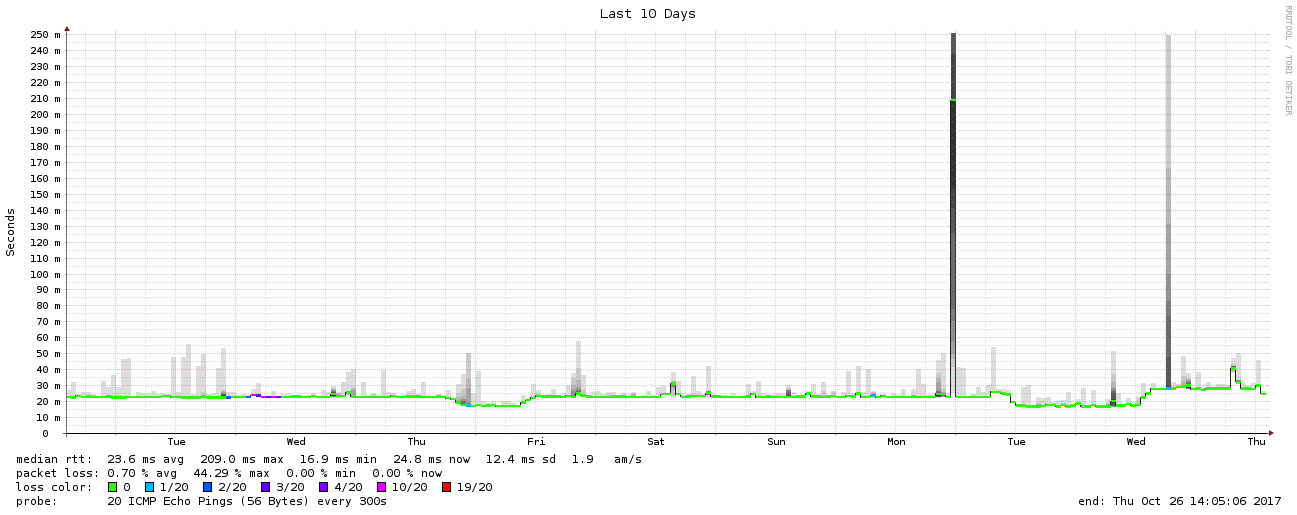 Last 10 Days
RRDTOOL / TOBI OETIKER
Seconds
250 m
240 m
230 m
220 m
210 m
200 m
190 m
180 m
170 m
160 m
150 m
140 m
130 m
120 m
110 m
100 m
90 m
80 m
70 m
60 m
50 m
40 m
30 m
20 m
10 m
0
Tue Wed Thu Fri Sat Sun Mon Tue Wed Thu
median rtt: 23.6 ms avg 209.0 ms max 16.9 ms min 24.8 ms now 12.4 ms sd 1.9 am/s
packet loss: 0.70 % avg 44.29 % max 0.00 % min 0.00 % now
loss color: 0 1/20 2/20 3/20 4/20 10/20 19/20
probe: 20 ICMP Echo Pings (56 Bytes) every 300s end: Thu Oct 26 14:05:06 2017